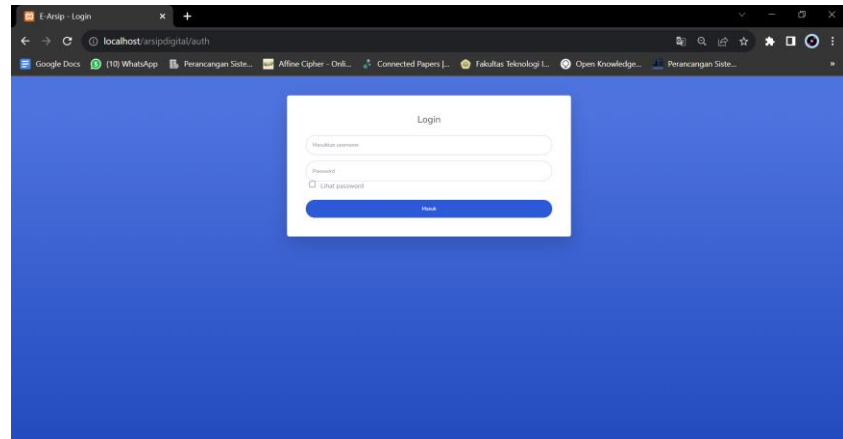 E-Arsip - Login
localhost/arsipdigital/auth
Google Docs (10) WhatsApp Perancangan Siste... Affine Cipher - Onli... Connected Papers |... Fakultas Teknologi I... Open Knowledge... Perancangan Siste... »
Login
Masukkan username
Password
Lihat password
Masuk